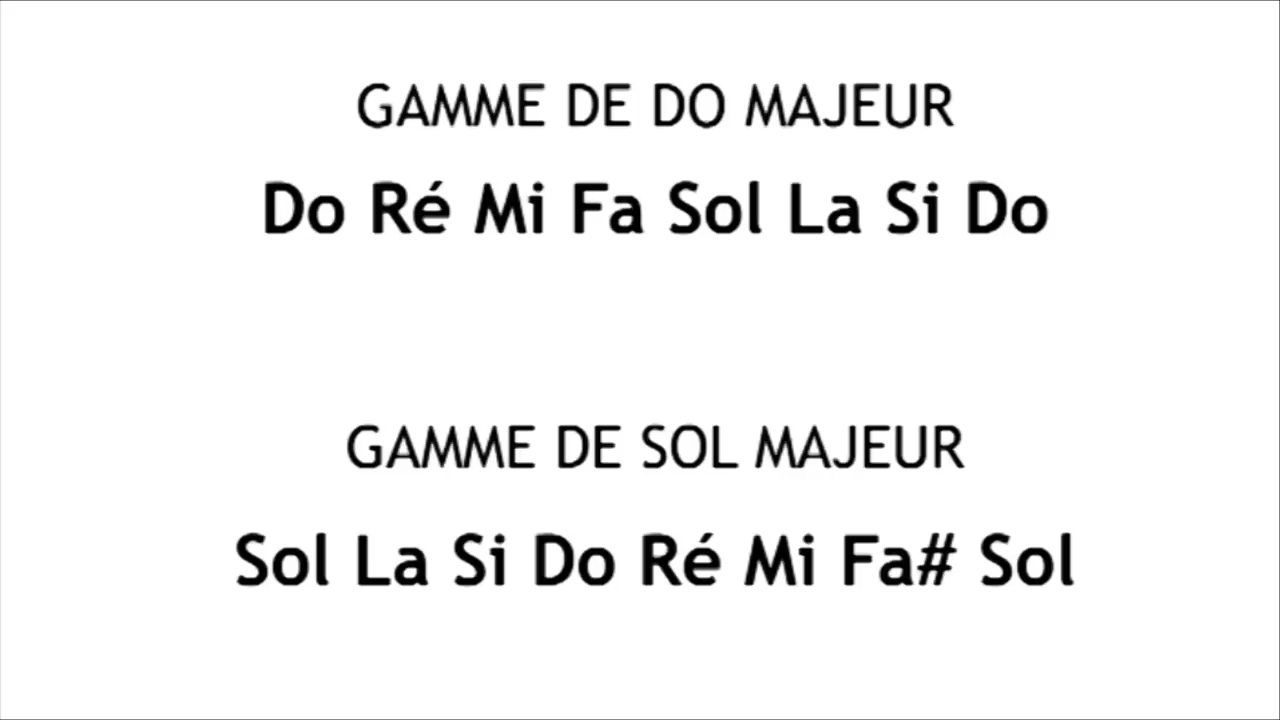 GAMME DE DO MAJEUR
Do Ré Mi Fa Sol La Si Do
GAMME DE SOL MAJEUR
Sol La Si Do Ré Mi Fa# Sol